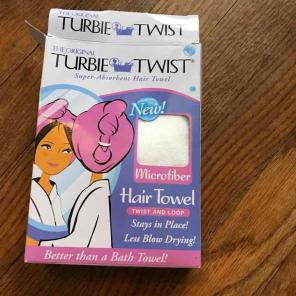 THE ORIGINAL
TURBIE TWIST
THE ORIGINAL
TURBIE TWIST®
Super-Absorbent Hair Towel
New!
Microfiber
Hair Towel
TWIST AND LOOP
Stays in Place!
Less Blow Drying!
Better than a Bath Towel!